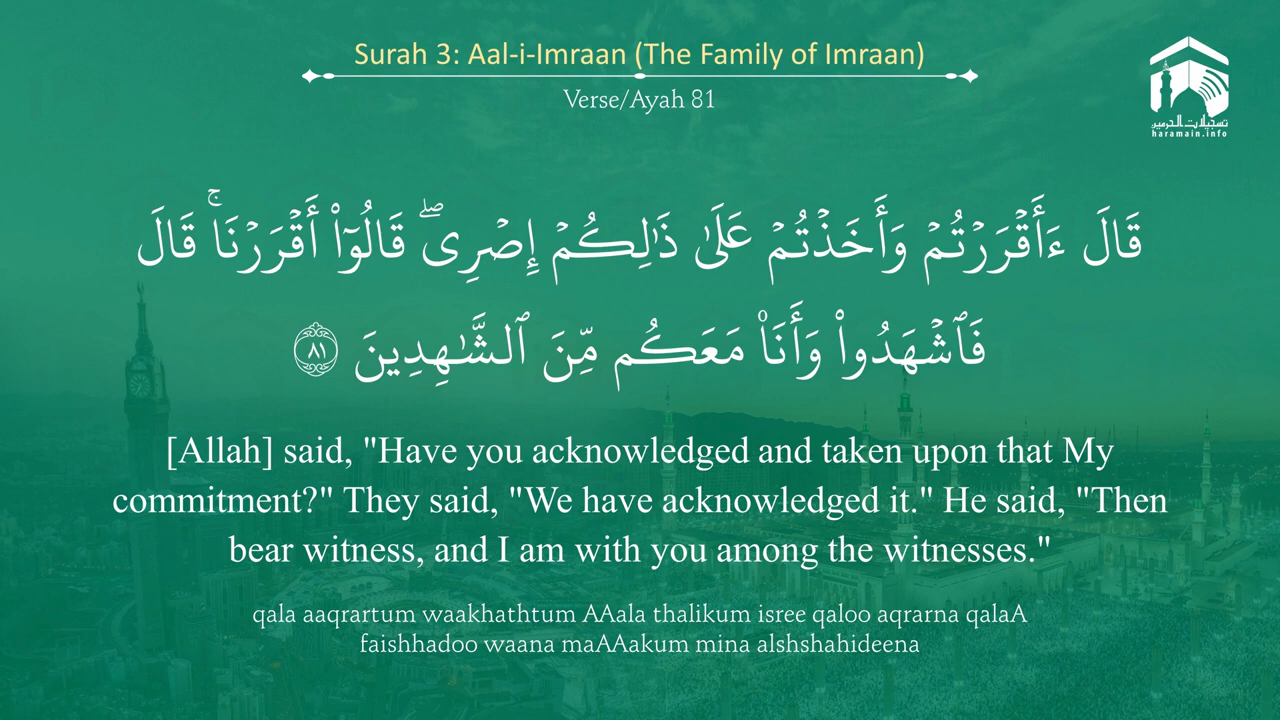 Surah 3: Aal-i-Imraan (The Family of Imraan)
Verse/Ayah 81
تسجيلات الحرمين
haramain.info
قَالَ ءَأَقۡرَرۡتُمۡ وَأَخَذۡتُمۡ عَلَىٰ ذَٰلِكُمۡ إِصۡرِيۖ قَالُوٓاْ أَقۡرَرۡنَاۚ قَالَ
فَٱشۡهَدُواْ وَأَنَا۠ مَعَكُم مِّنَ ٱلشَّٰهِدِينَ ٨١
[Allah] said, "Have you acknowledged and taken upon that My
commitment?" They said, "We have acknowledged it." He said, "Then
bear witness, and I am with you among the witnesses."
qala aaqrartum waakhathtum AAala thalikum isree qaloo aqrarna qalaA
faishhadoo waana maAAakum mina alshshahideena